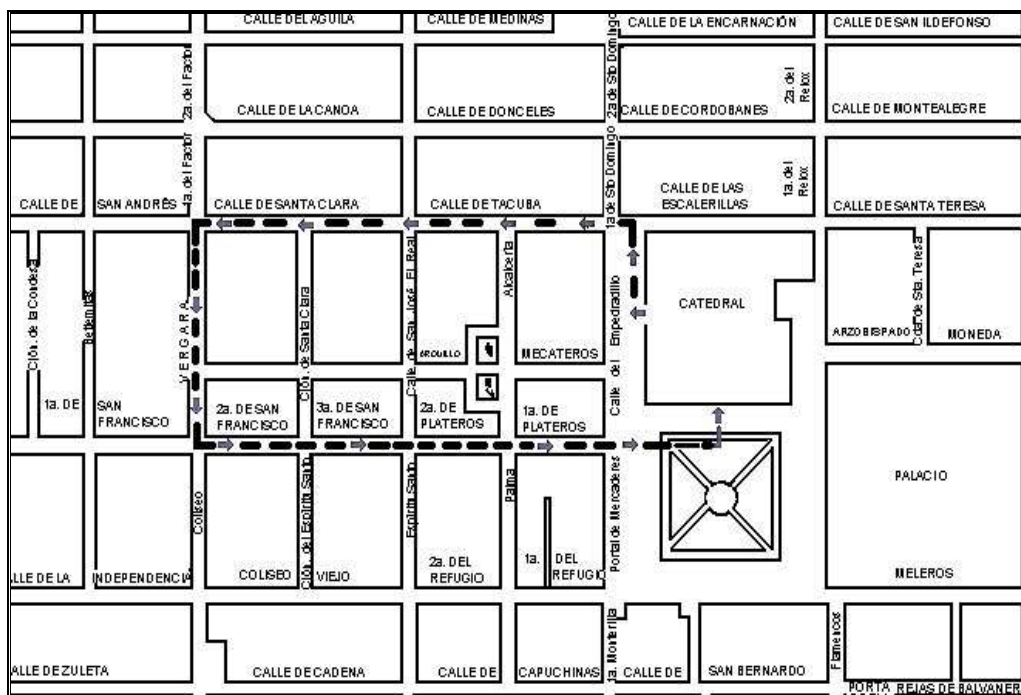 CALLE DEL AGUILA
CALLE DE MEDINAS
CALLE DE LA ENCARNACIÓN
CALLE DE SAN ILDEFONSO
2a. del Factor
2a de Sto Domingo
2a. del
Relox
CALLE DE LA CANOA
CALLE DE DONCELES
CALLE DE CORDOBANES
CALLE DE MONTEALEGRE
1a. del Factor
1a de Sto Domingo
1a. del
Relox
CALLE DE
SAN ANDRÉS
CALLE DE SANTA CLARA
CALLE DE TACUBA
CALLE DE LAS
ESCALERILLAS
CALLE DE SANTA TERESA
Cjón. de la Condesa
Betlemitas
VERGARA
Cjón. de Santa Clara
Calle de San José El Real
Alcaicería
Calle del Empedradillo
CATEDRAL
Cda. de Sta. Teresa
ARZOBISPADO
MONEDA
MECATEROS
1a. DE
SAN
FRANCISCO
2a. DE SAN
FRANCISCO
3a. DE SAN
FRANCISCO
2a. DE
PLATEROS
1a. DE
PLATEROS
Coliseo
Cjón. del Espíritu Santo
Espíritu Santo
Palma
Portal de Mercaderes
PALACIO
LLE DE LA
INDEPENDENCIA
COLISEO
VIEJO
2a. DEL
REFUGIO
1a.
DEL
REFUGIO
MELEROS
1a. Monterilla
Flamencos
ALLE DE ZULETA
CALLE DE CADENA
CALLE DE
CAPUCHINAS
CALLE DE
SAN BERNARDO
PORTA
REJAS DE BALVANER